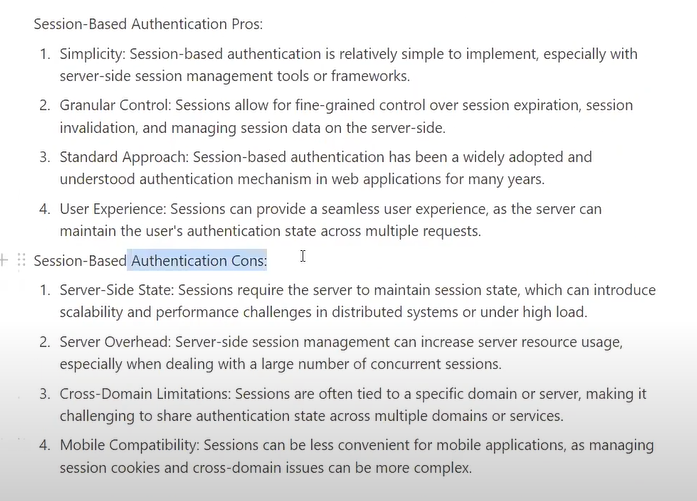 Session-Based Authentication Pros:
1. Simplicity: Session-based authentication is relatively simple to implement, especially with
server-side session management tools or frameworks.
2. Granular Control: Sessions allow for fine-grained control over session expiration, session
invalidation, and managing session data on the server-side.
3. Standard Approach: Session-based authentication has been a widely adopted and
understood authentication mechanism in web applications for many years.
4. User Experience: Sessions can provide a seamless user experience, as the server can
maintain the user's authentication state across multiple requests.
Session-Based Authentication Cons:
1. Server-Side State: Sessions require the server to maintain session state, which can introduce
scalability and performance challenges in distributed systems or under high load.
2. Server Overhead: Server-side session management can increase server resource usage,
especially when dealing with a large number of concurrent sessions.
3. Cross-Domain Limitations: Sessions are often tied to a specific domain or server, making it
challenging to share authentication state across multiple domains or services.
4. Mobile Compatibility: Sessions can be less convenient for mobile applications, as managing
session cookies and cross-domain issues can be more complex.